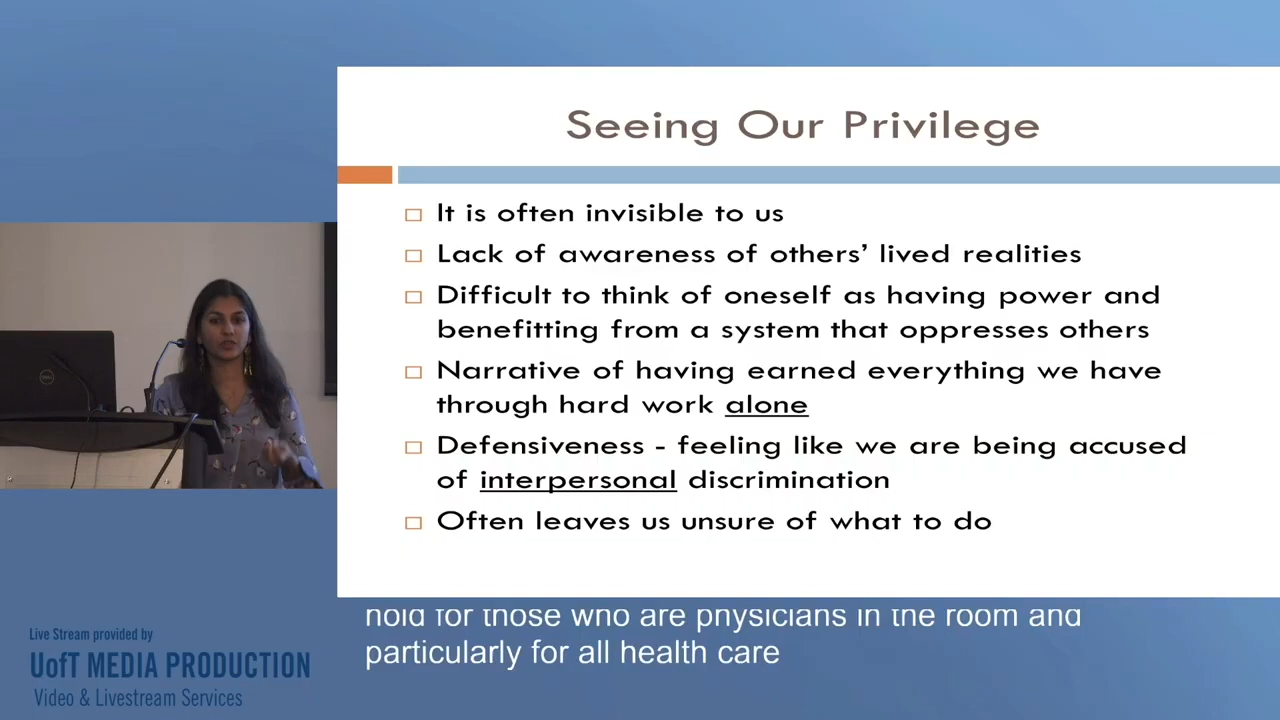 Seeing Our Privilege
It is often invisible to us
Lack of awareness of others’ lived realities
Difficult to think of oneself as having power and
benefitting from a system that oppresses others
Narrative of having earned everything we have
through hard work alone
Defensiveness - feeling like we are being accused
of interpersonal discrimination
Often leaves us unsure of what to do
hold for those who are physicians in the room and
particularly for all health care
Live Stream provided by
UofT MEDIA PRODUCTION
Video & Livestream Services